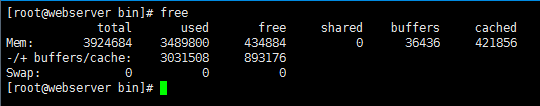 [root@webserver bin]# free
total used free shared buffers cached
Mem: 3924684 3489800 434884 0 36436 421856
-/+ buffers/cache: 3031508 893176
Swap: 0 0 0
[root@webserver bin]#